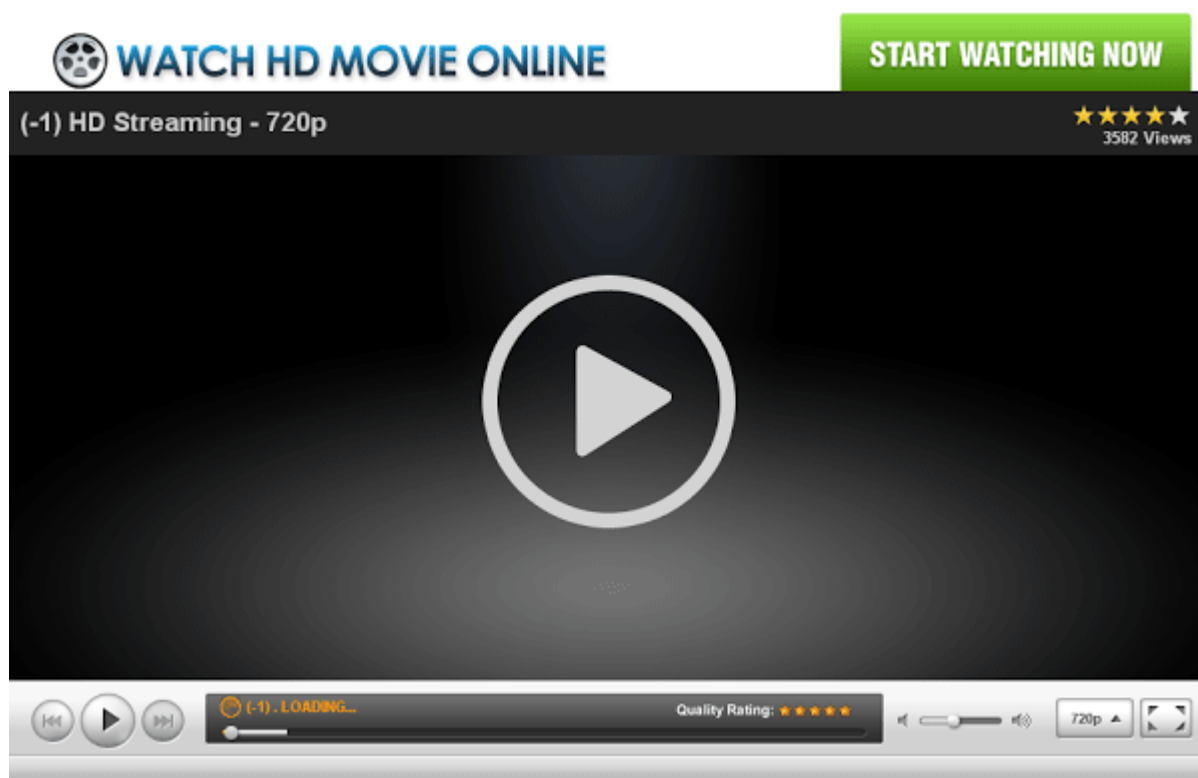 WATCH HD MOVIE ONLINE
START WATCHING NOW
(-1) HD Streaming - 720p
3582 Views
(-1) . LOADING...
Quality Rating:
720p